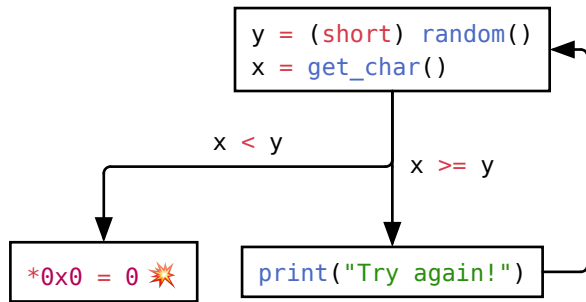 y = (short) random()
x = get_char()
x < y
x >= y
*0x0 = 0 💥
print("Try again!")